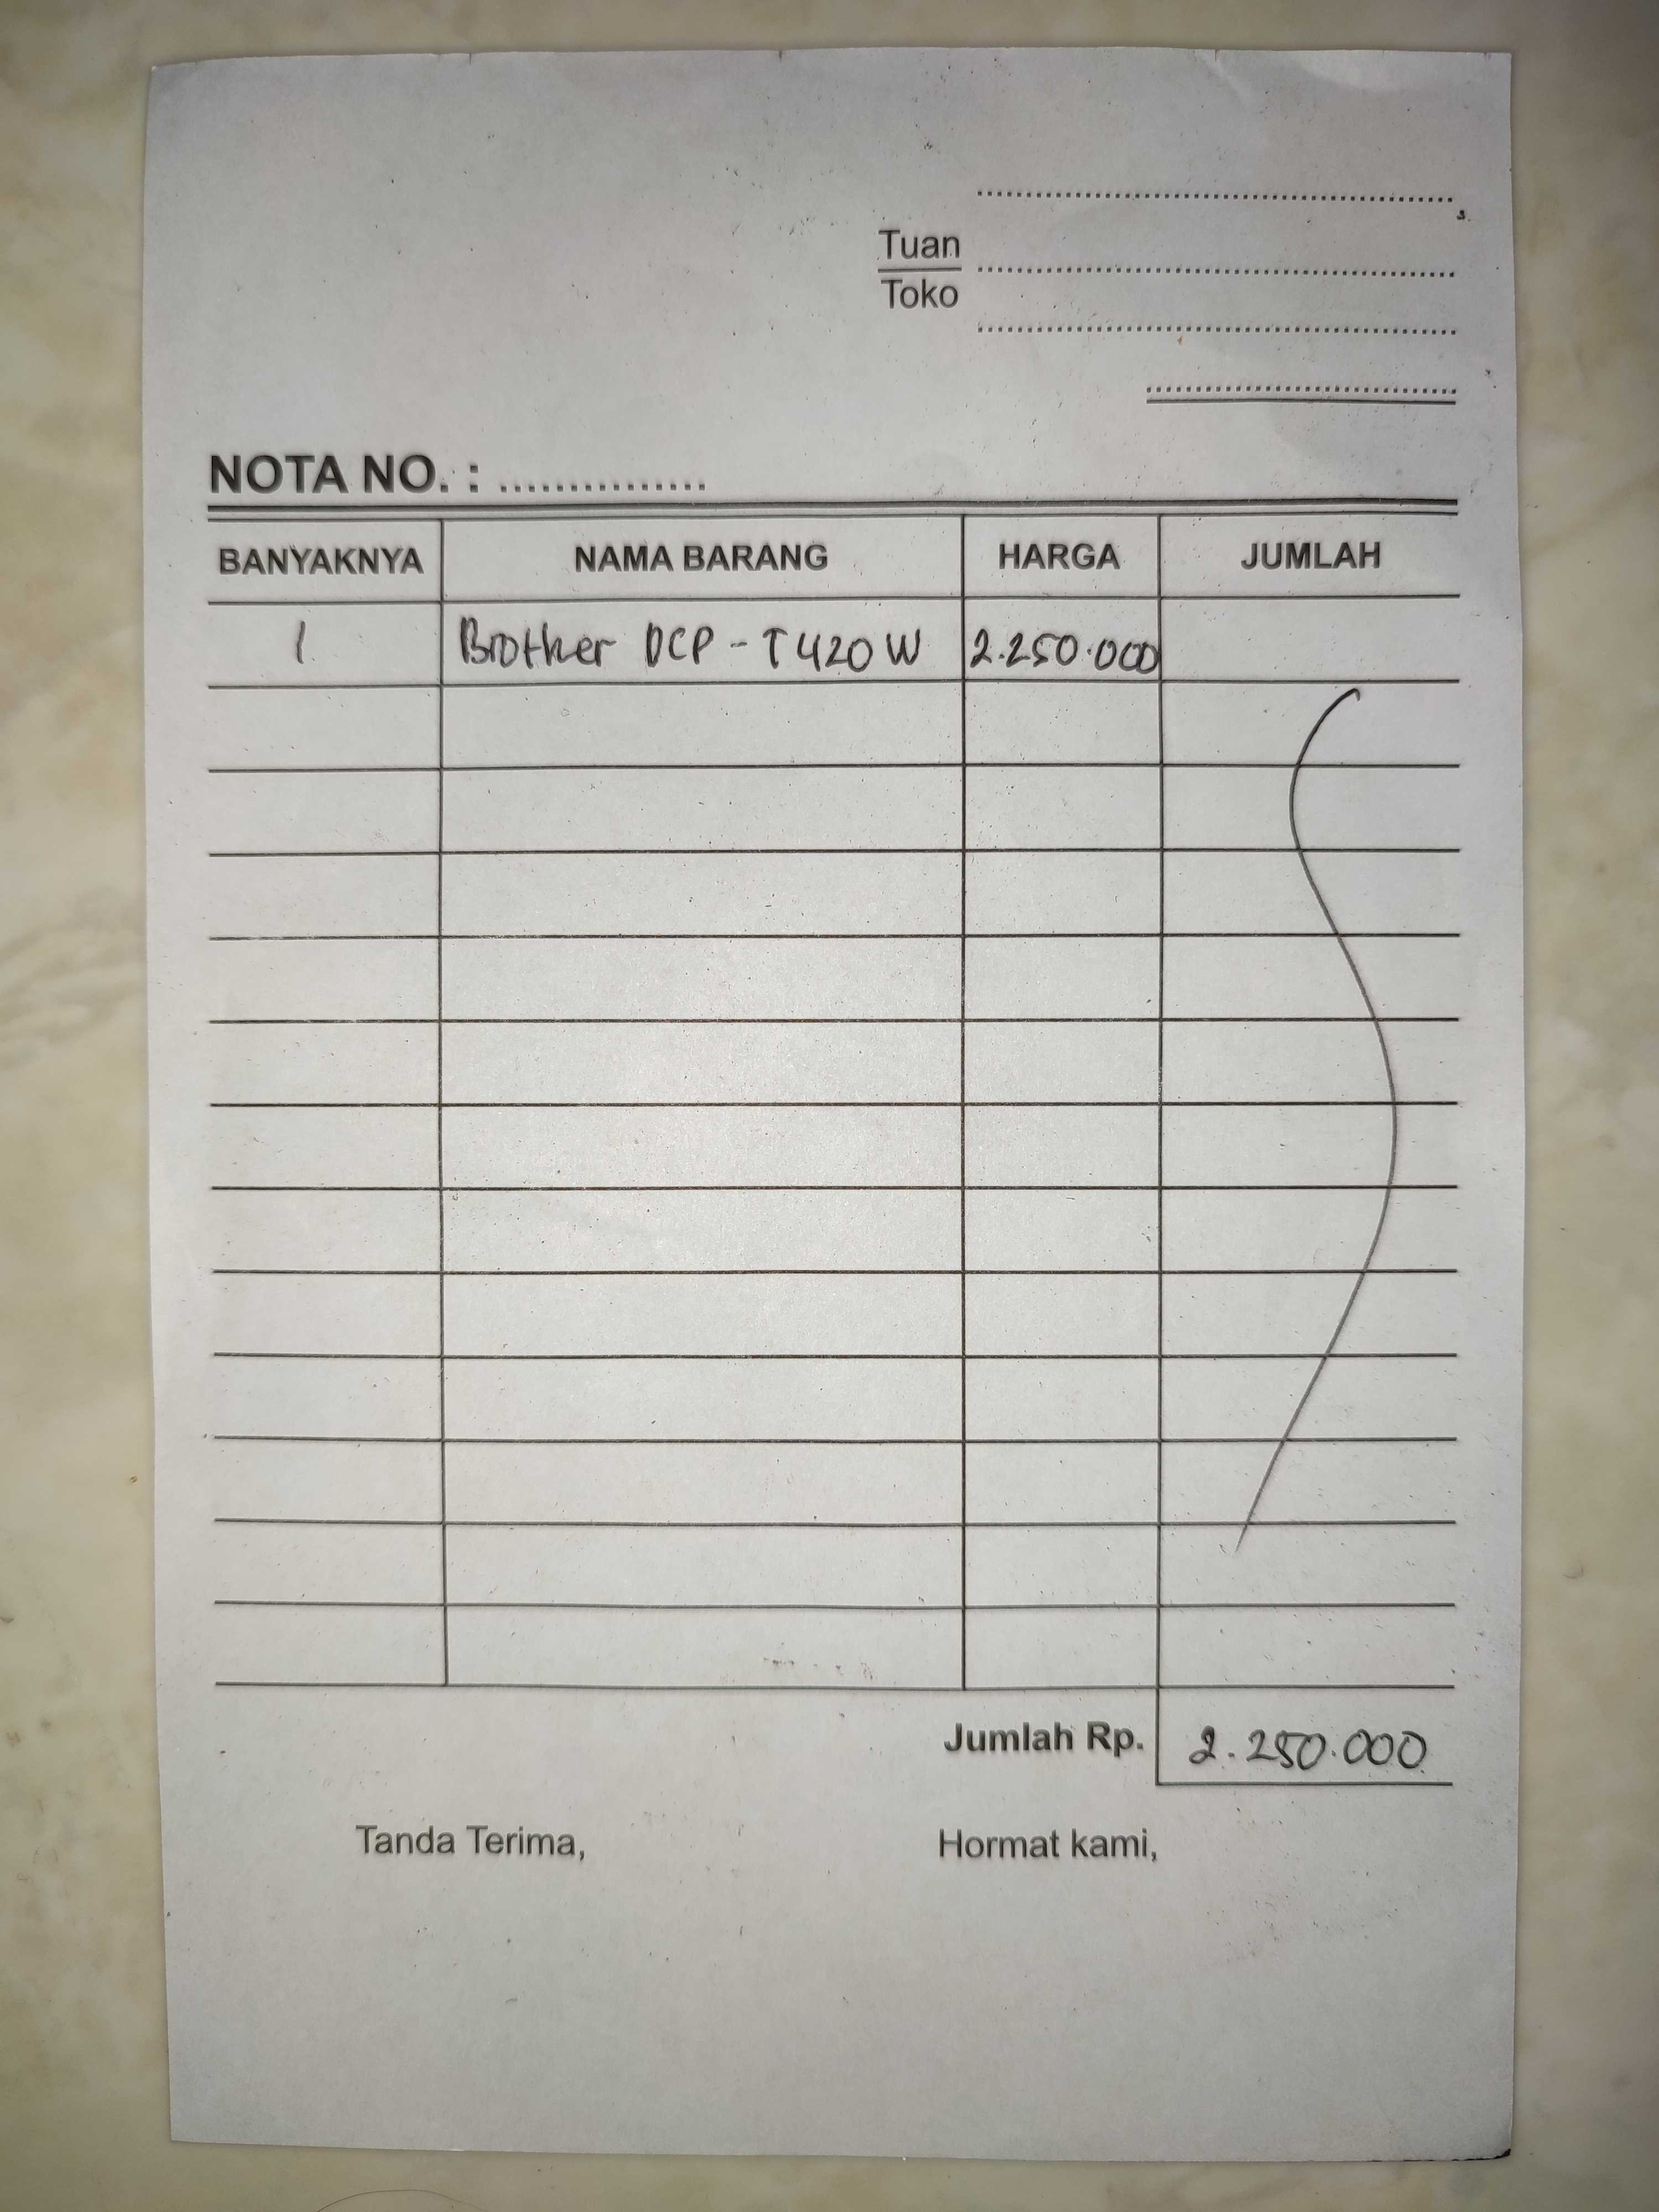 Tuan
Toko
NOTA NO. : ...............
BANYAKNYA NAMA BARANG HARGA JUMLAH
1 Brother DCP - T420W 2.250.000
Jumlah Rp. 2.250.000
Tanda Terima, Hormat kami,